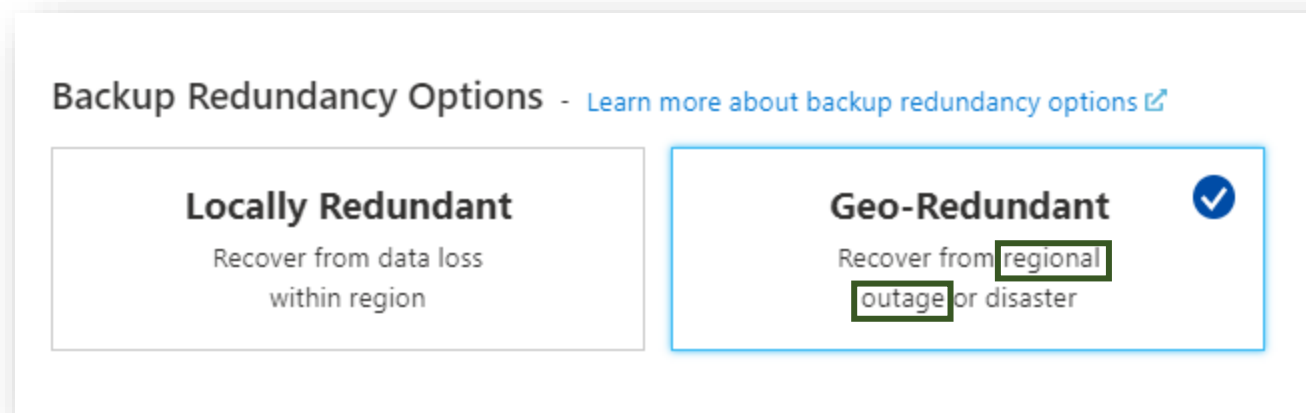 Backup Redundancy Options - Learn more about backup redundancy options
Locally Redundant
Recover from data loss
within region
Geo-Redundant
Recover from regional
outage or disaster